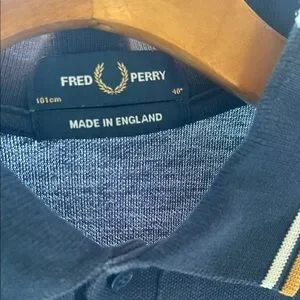 FRED PERRY
101cm 40"
MADE IN ENGLAND